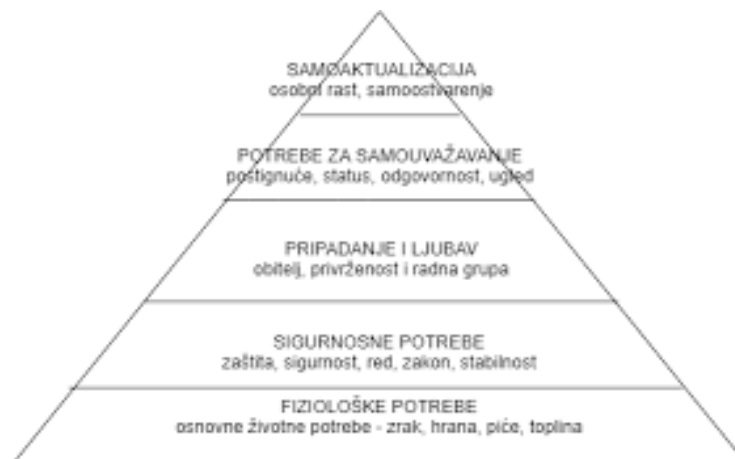 SAMOAKTUALIZACIJA
osobni rast, samoostvarenje
POTREBE ZA SAMOUVAŽAVANJE
postignuće, status, odgovornost, ugled
PRIPADANJE I LJUBAV
obitelj, privrženost i radna grupa
SIGURNOSNE POTREBE
zaštita, sigurnost, red, zakon, stabilnost
FIZIOLOŠKE POTREBE
osnovne životne potrebe - zrak, hrana, piće, toplina